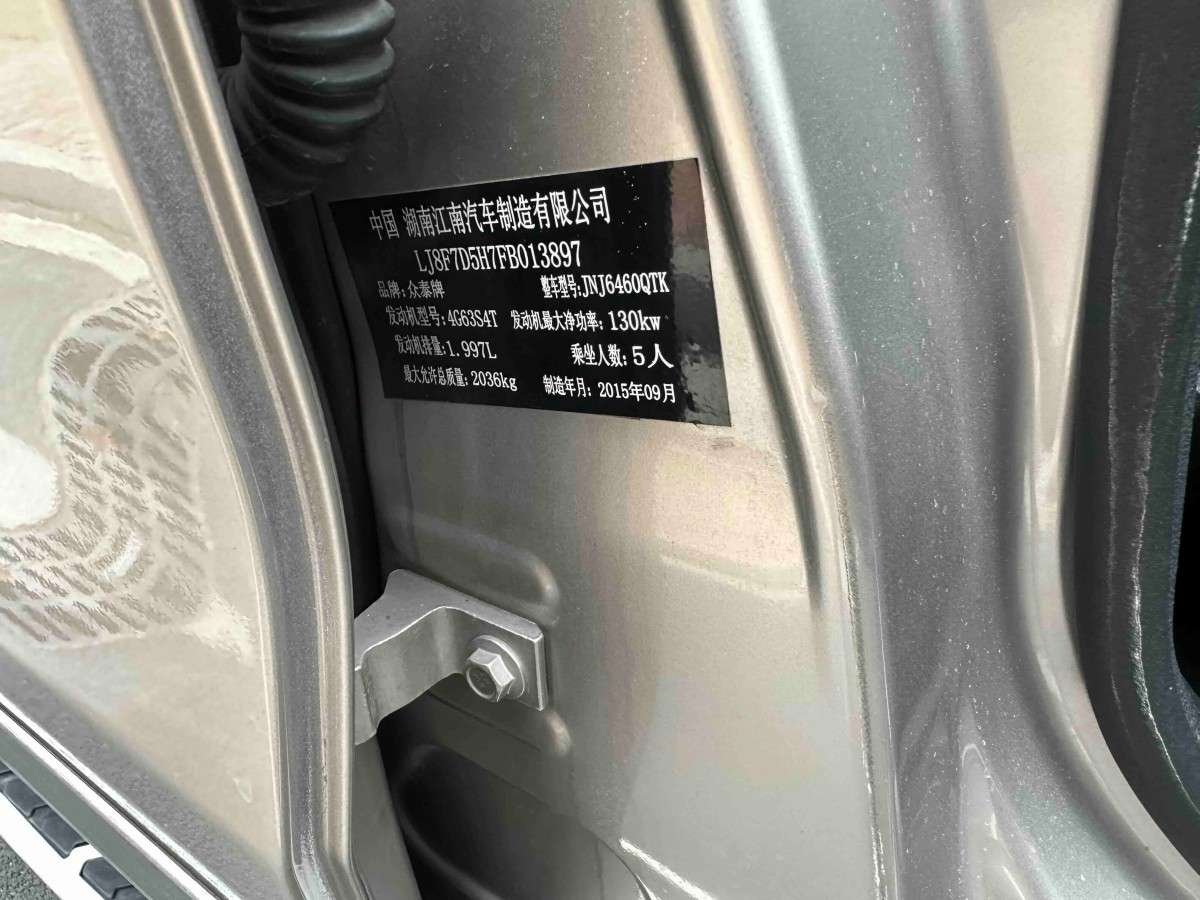 中国 湖南江南汽车制造有限公司
LJ8F7D5H7FB013897
品牌:众泰牌 整车型号:JNJ6460QTK
发动机型号:4G63S4T 发动机最大净功率:130kw
发动机排量:1.997L 乘坐人数:5人
最大允许总质量:2036kg 制造年月:2015年09月